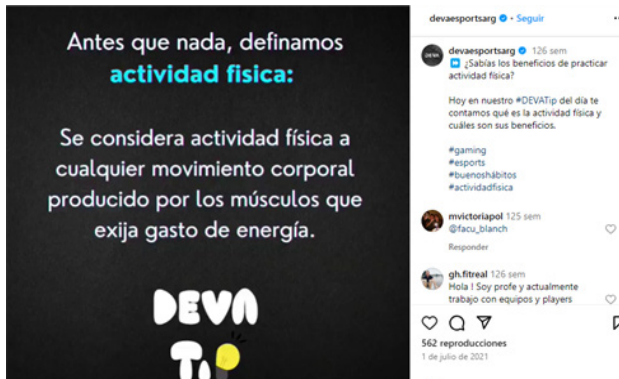 Antes que nada, definamos
actividad fisica:
Se considera actividad física a
cualquier movimiento corporal
producido por los músculos que
exija gasto de energía.
DEVA
TIP
devaesportsarg • Seguir
DEVA
devaesportsarg 126 sem
¿Sabías los beneficios de practicar
actividad física?
Hoy en nuestro #DEVATip del día te
contamos qué es la actividad física y
cuáles son sus beneficios.
#gaming
#esports
#buenoshábitos
#actividadfisica
mvictoriapol 125 sem
@facu_blanch
Responder
gh.fitreal 126 sem
Hola ! Soy profe y actualmente
trabajo con equipos y players
562 reproducciones
1 de julio de 2021